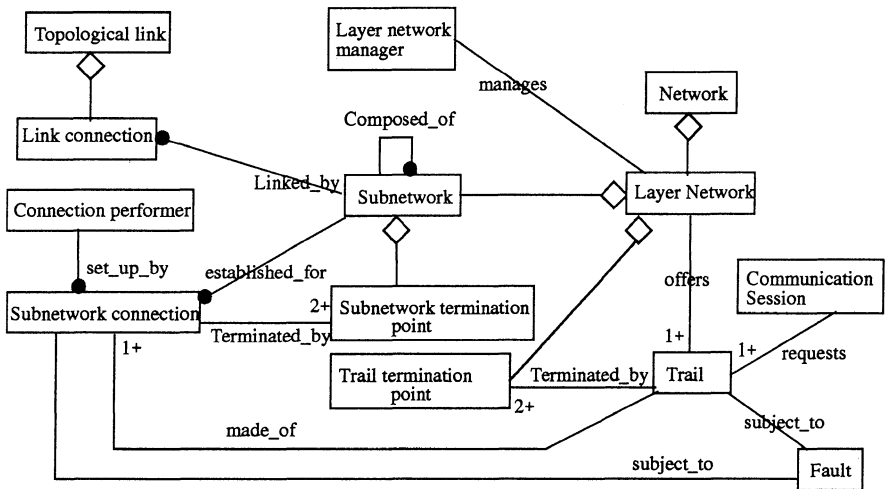 Topological link
Layer network
manager
manages
Network
Composed_of
Link connection
Linked_by
Subnetwork
Layer Network
Connection performer
set_up_by
established_for
offers
Communication
Session
Subnetwork connection
2+
Subnetwork termination
point
Terminated_by
1+
1+
1+
requests
Trail termination
point
Terminated_by
Trail
2+
made_of
subject_to
subject_to
Fault